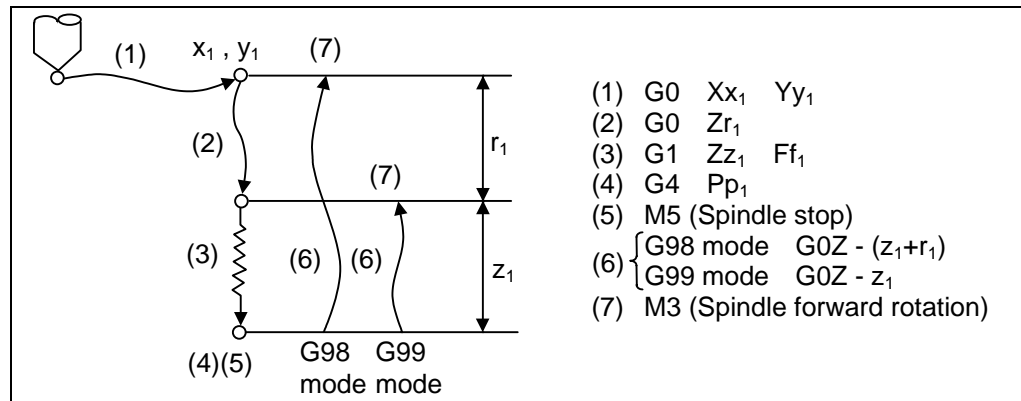 (1)
x₁ , y₁
(7)
(2)
r₁
(7)
(3)
(6)
(6)
z₁
(4)(5)
G98
mode
G99
mode
(1) G0 Xx₁ Yy₁
(2) G0 Zr₁
(3) G1 Zz₁ Ff₁
(4) G4 Pp₁
(5) M5 (Spindle stop)
(6) G98 mode G0Z - (z₁+r₁)
G99 mode G0Z - z₁
(7) M3 (Spindle forward rotation)